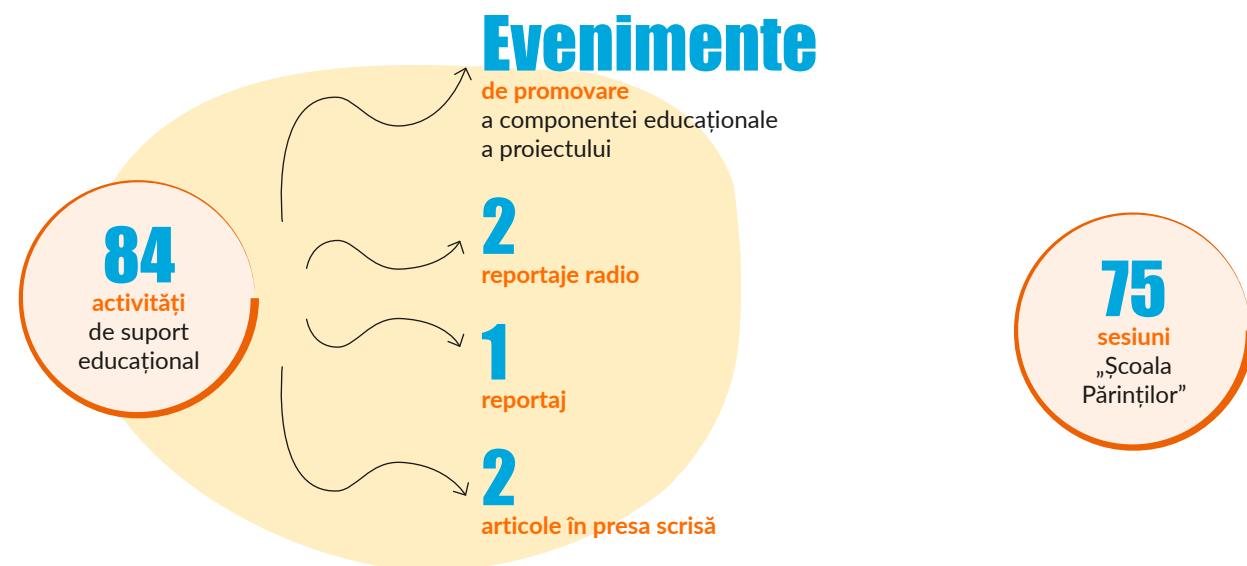 84
activități
de suport
educațional
Evenimente
de promovare
a componentei educaționale
a proiectului
2
reportaje radio
1
reportaj
2
articole în presa scrisă
75
sesiuni
„Școala
Părinților”